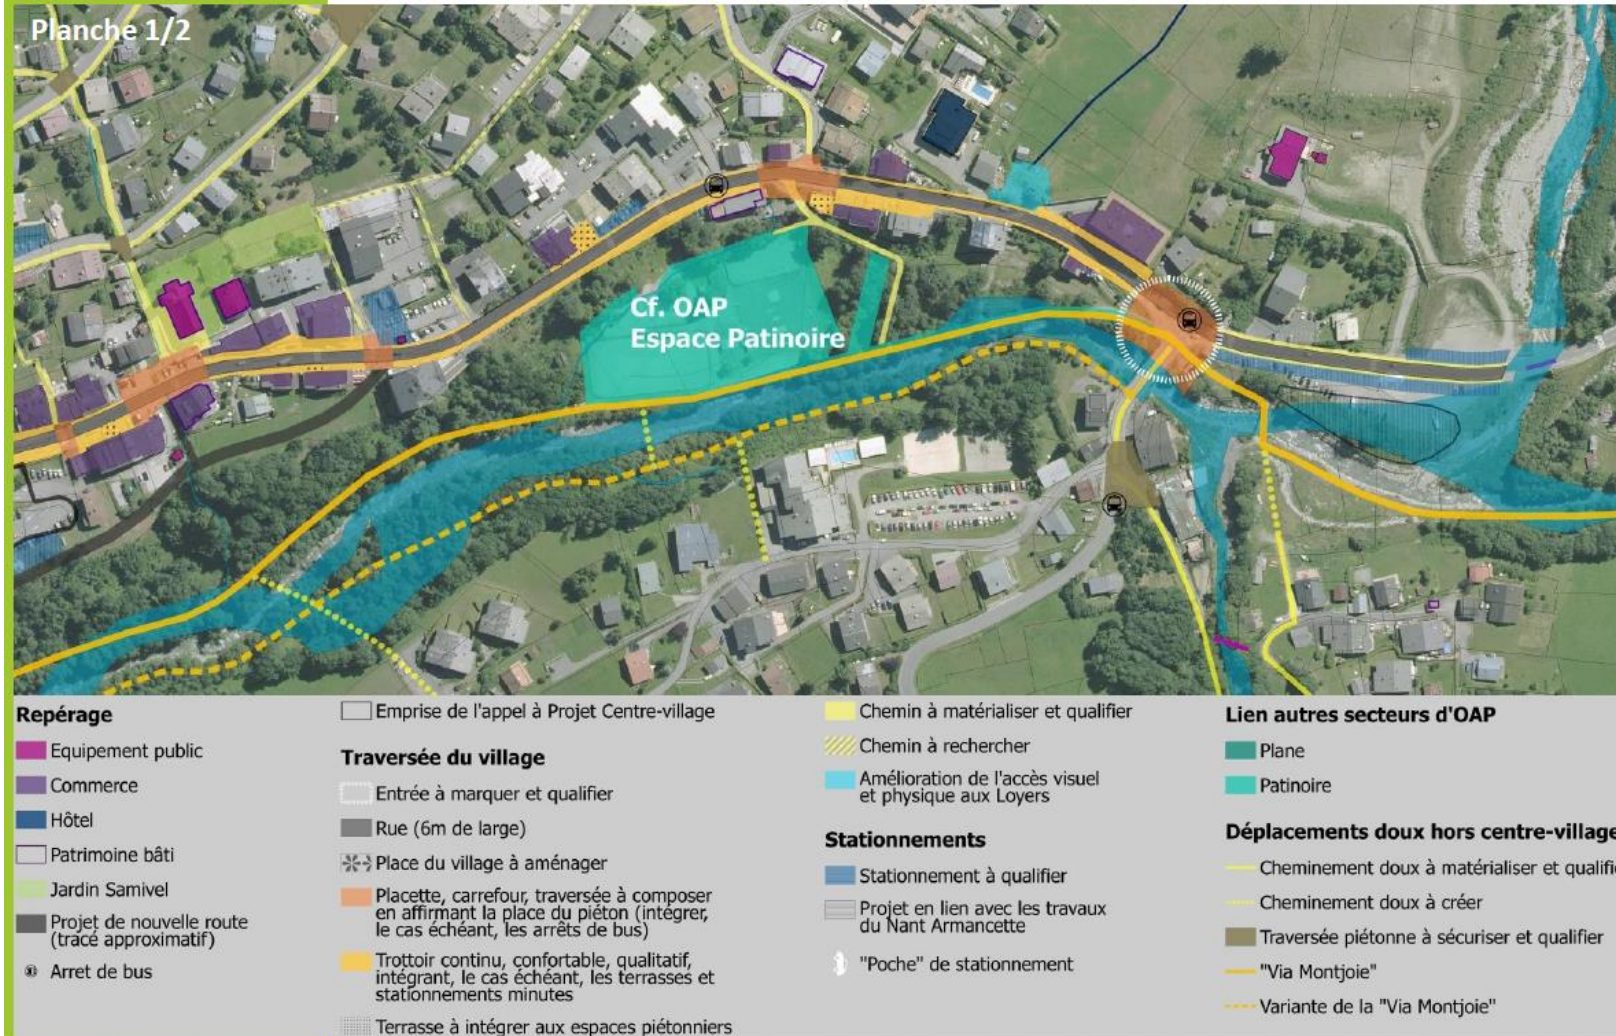 Planche 1/2
Cf. OAP
Espace Patinoire
Repérage
Equipement public
Commerce
Hôtel
Patrimoine bâti
Jardin Samivel
Projet de nouvelle route
(tracé approximatif)
Arret de bus
Emprise de l'appel à Projet Centre-village
Traversée du village
Entrée à marquer et qualifier
Rue (6m de large)
Place du village à aménager
Placette, carrefour, traversée à composer
en affirmant la place du piéton (intégrer,
le cas échéant, les arrêts de bus)
Trottoir continu, confortable, qualitatif,
intégrant, le cas échéant, les terrasses et
stationnements minutes
Terrasse à intégrer aux espaces piétonniers
Chemin à matérialiser et qualifier
Chemin à rechercher
Amélioration de l'accès visuel
et physique aux Loyers
Stationnements
Stationnement à qualifier
Projet en lien avec les travaux
du Nant Armancette
"Poche" de stationnement
Lien autres secteurs d'OAP
Plane
Patinoire
Déplacements doux hors centre-village
Cheminement doux à matérialiser et qualifie
Cheminement doux à créer
Traversée piétonne à sécuriser et qualifier
"Via Montjoie"
Variante de la "Via Montjoie"